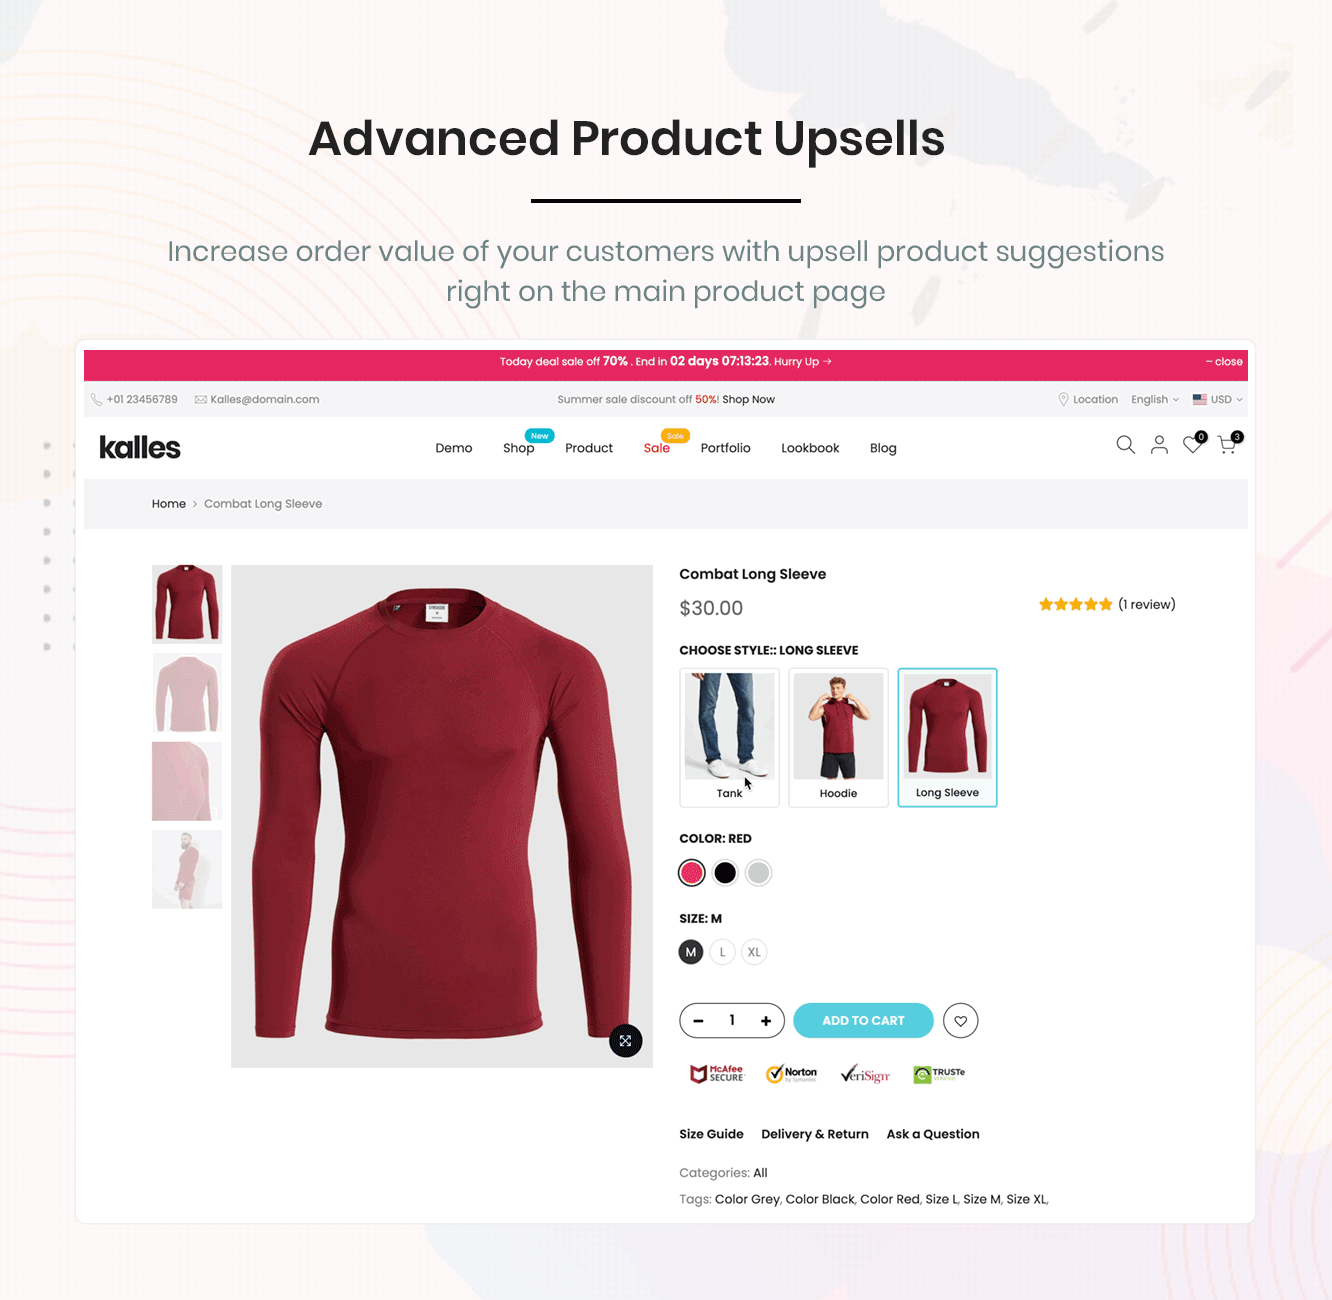 Advanced Product Upsells
Increase order value of your customers with upsell product suggestions
right on the main product page
Today deal sale off 70% . End in 02 days 07:13:23. Hurry Up →
— close
+01 23456789
Kalles@domain.com
Summer sale discount off 50%! Shop Now
Location
English
USD
kalles
Demo
Shop
New
Product
Sale
Sale
Portfolio
Lookbook
Blog
0
3
Home > Combat Long Sleeve
Combat Long Sleeve
$30.00
(1 review)
CHOOSE STYLE:: LONG SLEEVE
Tank
Hoodie
Long Sleeve
COLOR: RED
SIZE: M
M
L
XL
− 1 +
ADD TO CART
McAfee
SECURE
Norton
by Symantec
VeriSign
TRUSTe
Size Guide
Delivery & Return
Ask a Question
Categories: All
Tags: Color Grey, Color Black, Color Red, Size L, Size M, Size XL,